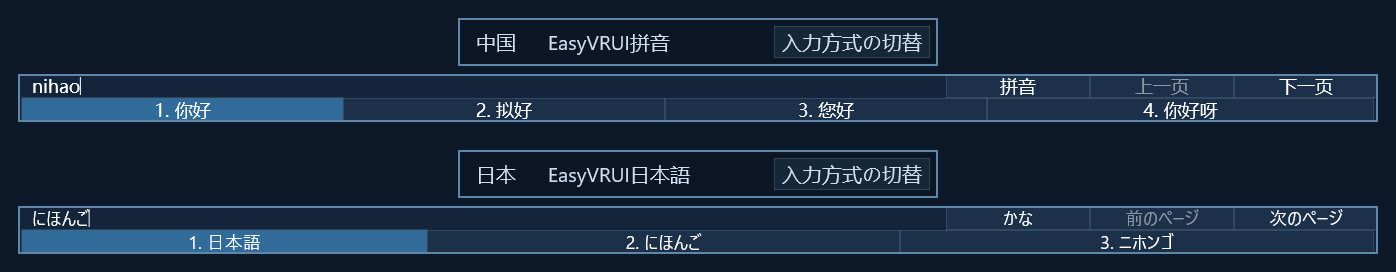 中国 EasyVRUI拼音 入力方式の切替
nihao 拼音 上一页 下一页
1. 你好 2. 拟好 3. 您好 4. 你好呀
日本 EasyVRUI日本語 入力方式の切替
にほんご かな 前のページ 次のページ
1. 日本語 2. にほんご 3. ニホンゴ